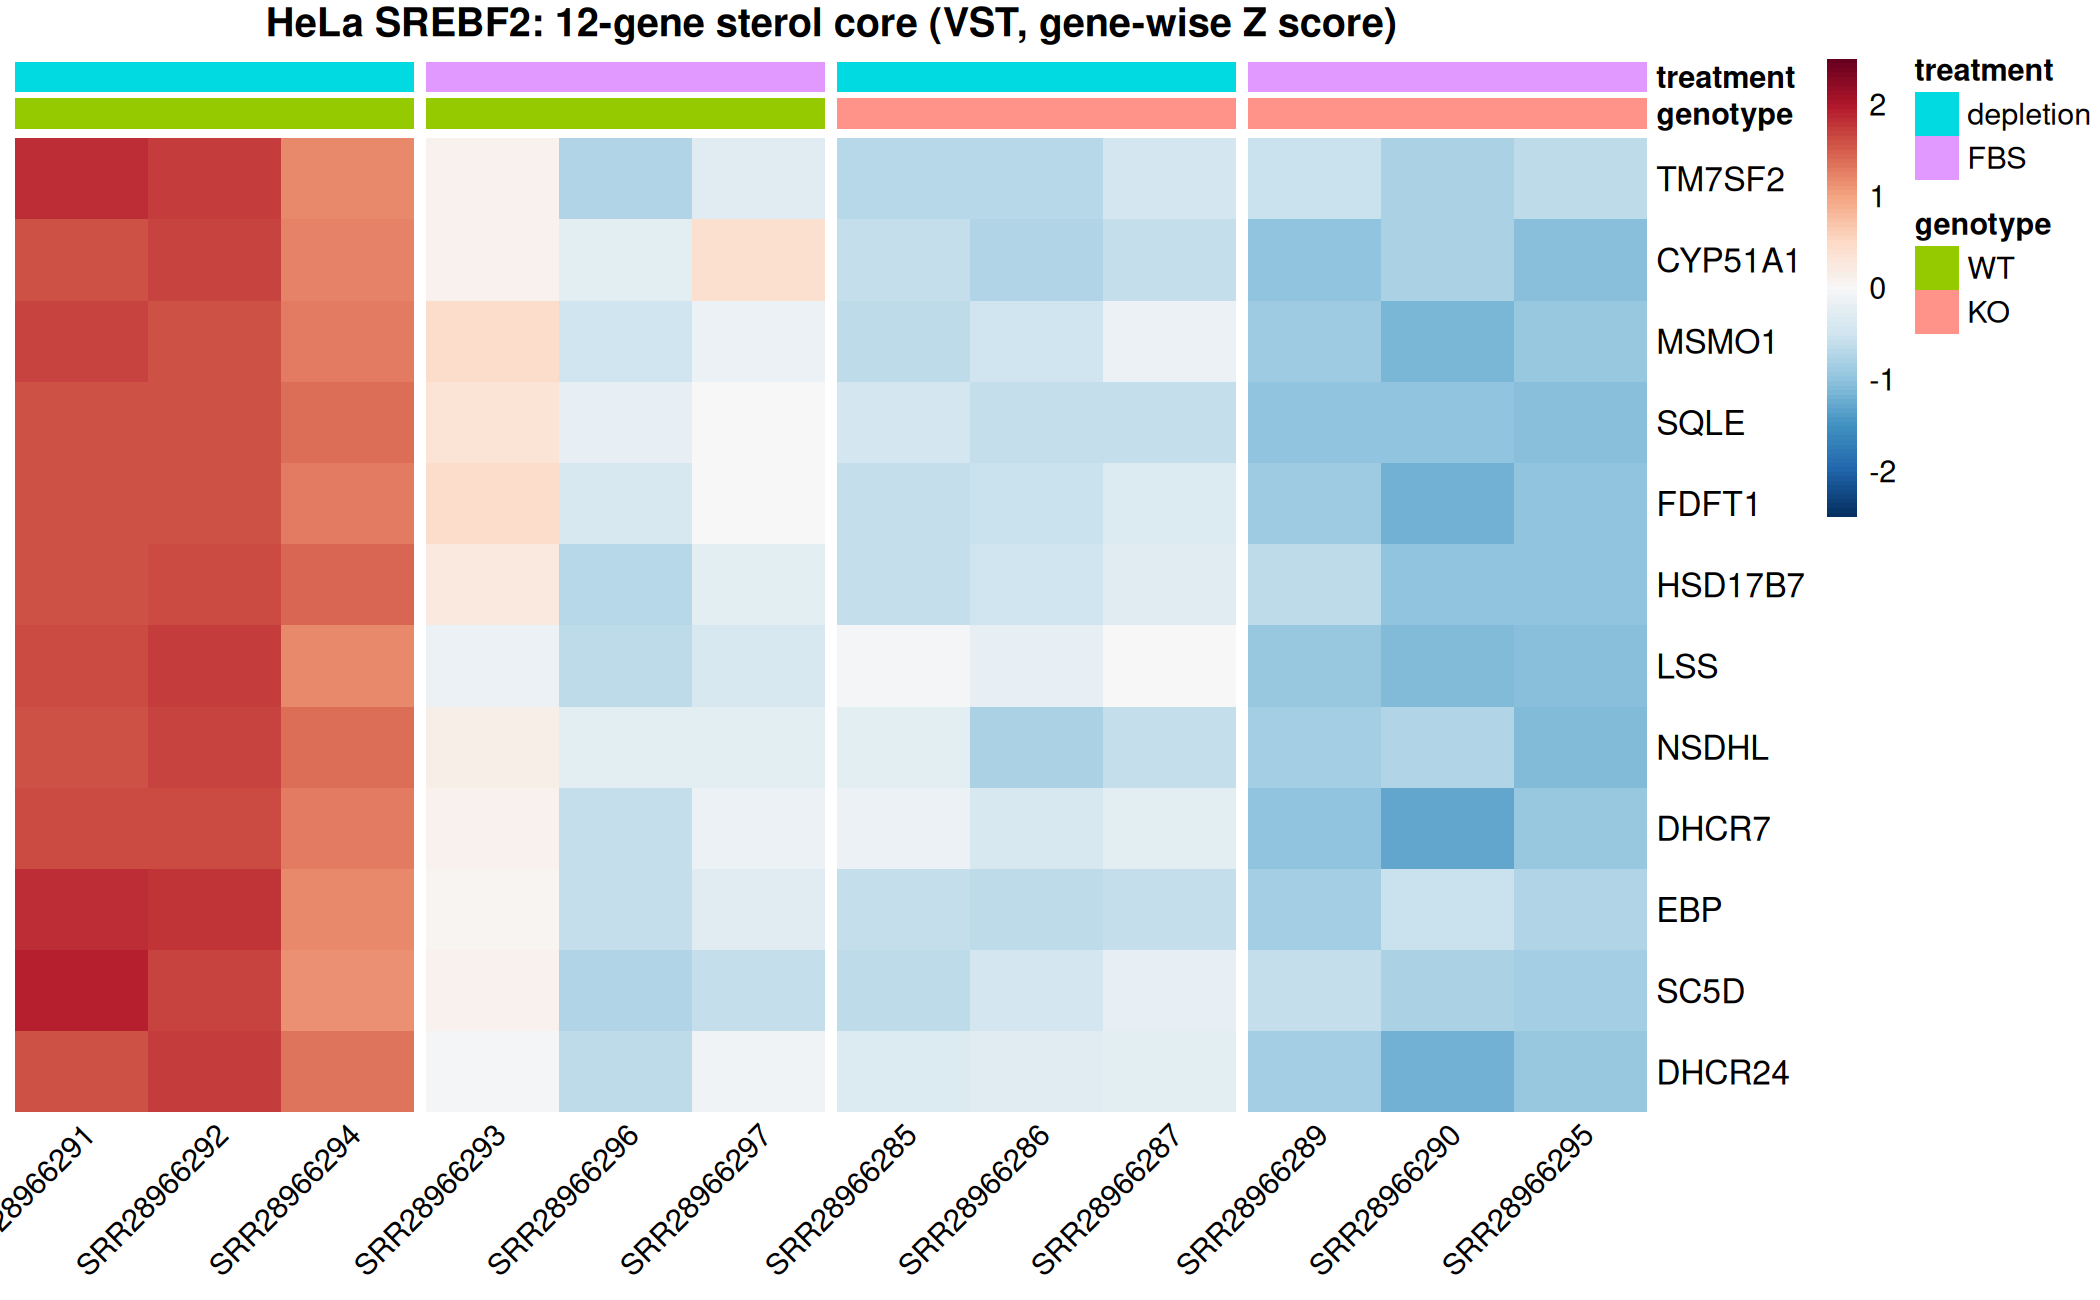 HeLa SREBF2: 12-gene sterol core (VST, gene-wise Z score)
treatment
genotype
TM7SF2
CYP51A1
MSMO1
SQLE
FDFT1
HSD17B7
LSS
NSDHL
DHCR7
EBP
SC5D
DHCR24
28966291
SRR28966292
SRR28966294
SRR28966293
SRR28966296
SRR28966297
SRR28966285
SRR28966286
SRR28966287
SRR28966289
SRR28966290
SRR28966295
2
1
0
-1
-2
treatment
depletion
FBS
genotype
WT
KO